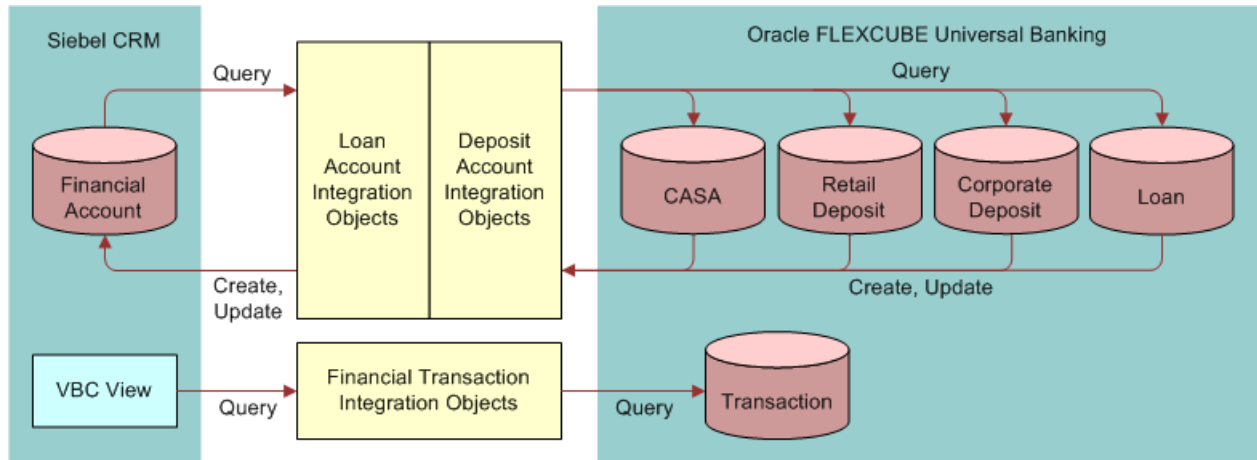 Siebel CRM
Oracle FLEXCUBE Universal Banking
Query
Query
Financial
Account
Loan
Account
Integration
Objects
Deposit
Account
Integration
Objects
CASA
Retail
Deposit
Corporate
Deposit
Loan
Create,
Update
Create, Update
VBC View
Query
Financial Transaction
Integration Objects
Query
Transaction